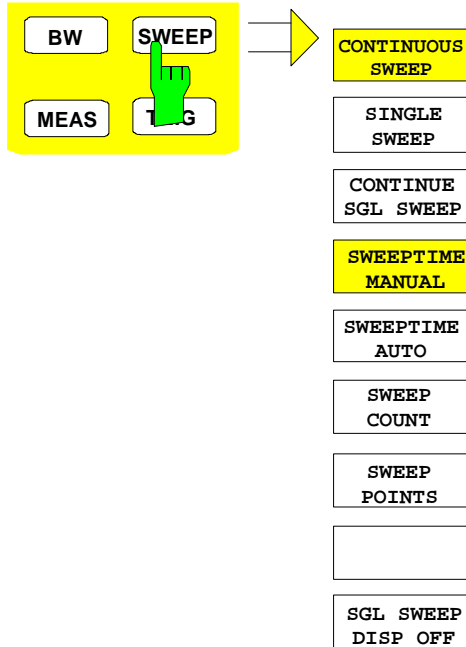 BW
SWEEP
MEAS
CONTINUOUS
SWEEP
SINGLE
SWEEP
CONTINUE
SGL SWEEP
SWEEPTIME
MANUAL
SWEEPTIME
AUTO
SWEEP
COUNT
SWEEP
POINTS
SGL SWEEP
DISP OFF